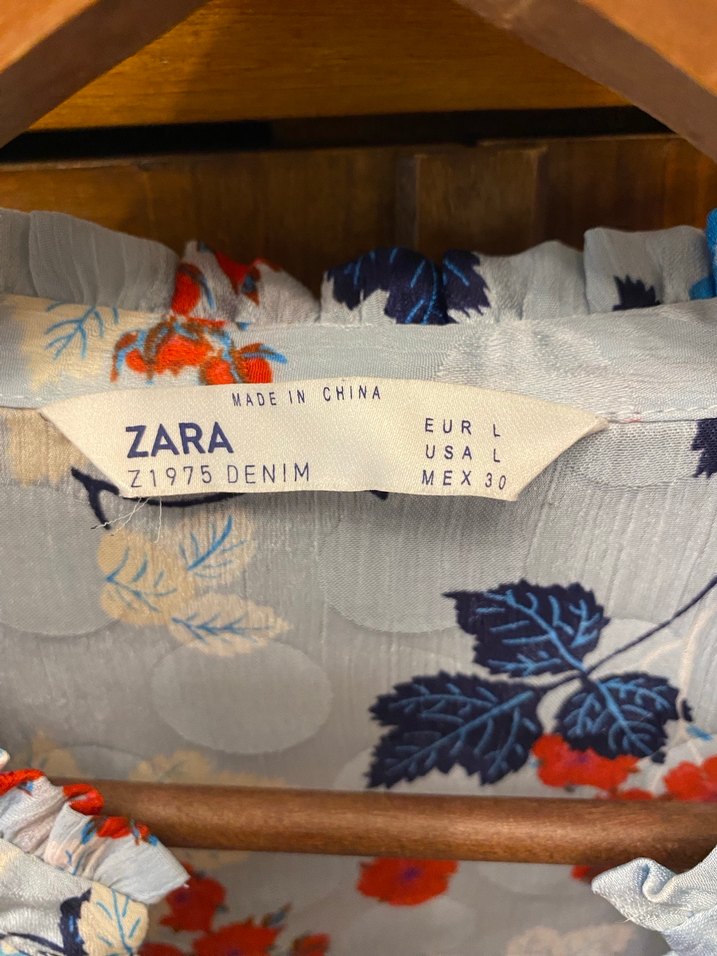 MADE IN CHINA
ZARA
Z1975 DENIM
EUR L
USA L
MEX 30